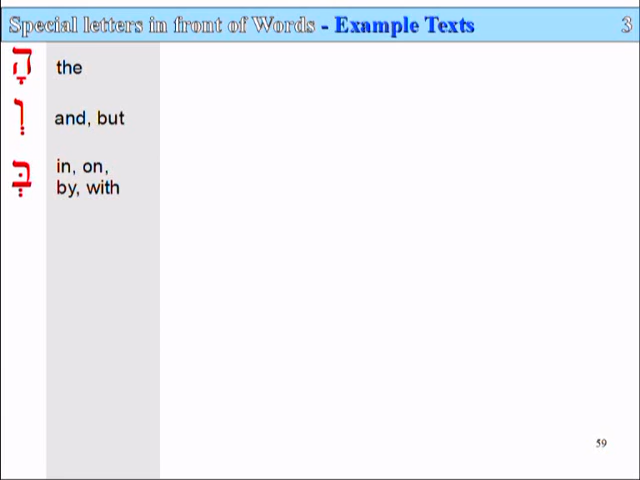 Special letters in front of Words - Example Texts 3
הָ the
וְ and, but
בְּ in, on,
by, with
59